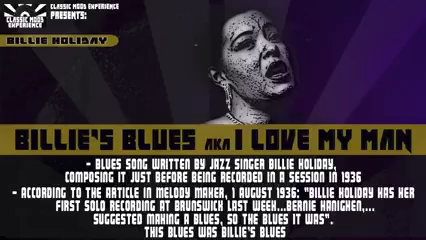 CLASSIC MOOD EXPERIENCE
PRESENTS:
CLASSIC MOOD
EXPERIENCE
BILLIE HOLIDAY
BILLIE'S BLUES AKA I LOVE MY MAN
- BLUES SONG WRITTEN BY JAZZ SINGER BILLIE HOLIDAY,
COMPOSING IT JUST BEFORE BEING RECORDED IN A SESSION IN 1936
- ACCORDING TO THE ARTICLE IN MELODY MAKER, 1 AUGUST 1936: "BILLIE HOLIDAY HAS HER
FIRST SOLO RECORDING AT BRUNSWICK LAST WEEK...BERNIE HANIGHEN,...
SUGGESTED MAKING A BLUES, SO THE BLUES IT WAS".
THIS BLUES WAS BILLIE'S BLUES